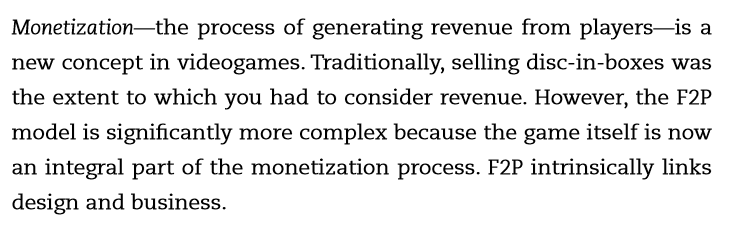 Monetization—the process of generating revenue from players—is a
new concept in videogames. Traditionally, selling disc-in-boxes was
the extent to which you had to consider revenue. However, the F2P
model is significantly more complex because the game itself is now
an integral part of the monetization process. F2P intrinsically links
design and business.